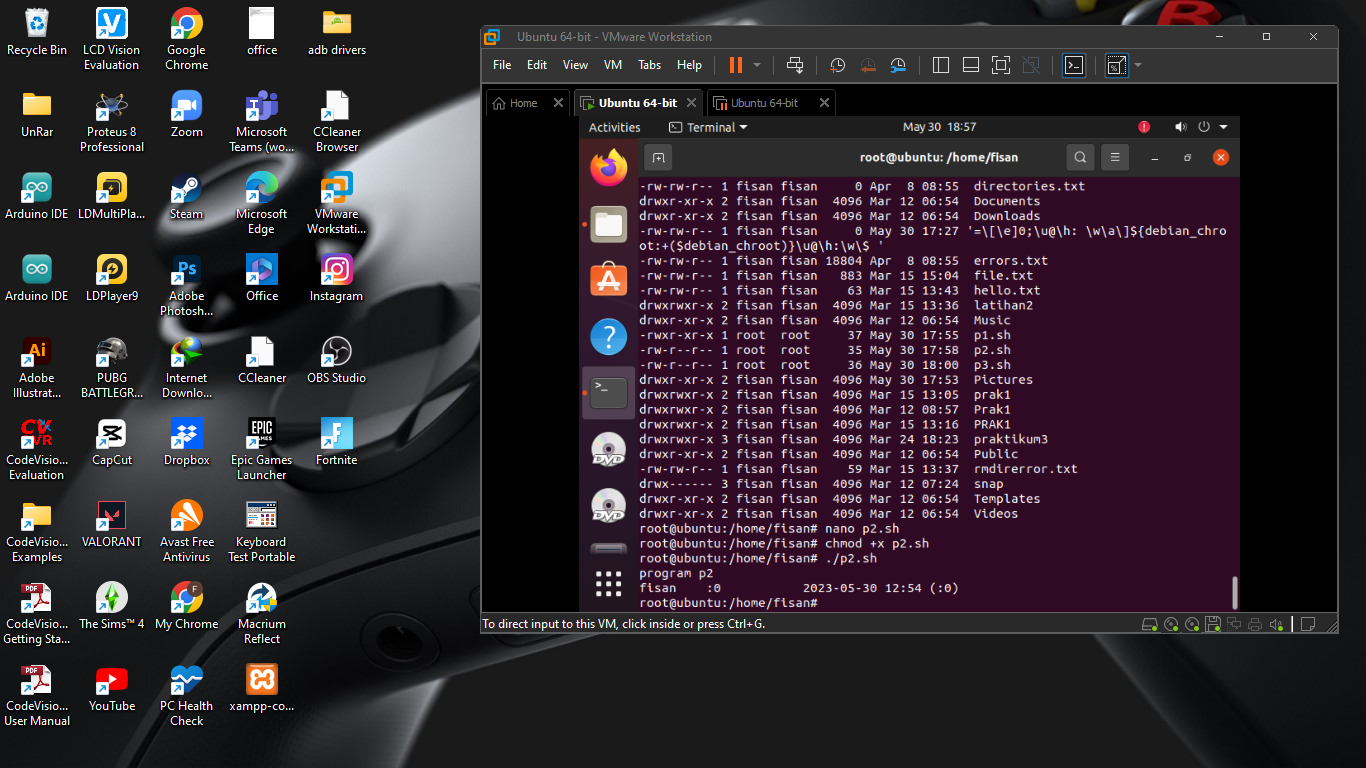 Recycle Bin
LCD Vision
Evaluation
Google
Chrome
office
adb drivers
UnRar
Proteus 8
Professional
Zoom
Microsoft
Teams (wo...
CCleaner
Browser
Arduino IDE
LDMultiPla...
Steam
Microsoft
Edge
VMware
Workstati...
Arduino IDE
LDPlayer9
Adobe
Photosh...
Office
Instagram
Adobe
Illustrat...
PUBG
BATTLEGR...
Internet
Downlo...
CCleaner
OBS Studio
CodeVisio...
Evaluation
CapCut
Dropbox
Epic Games
Launcher
Fortnite
CodeVisio...
Examples
VALORANT
Avast Free
Antivirus
Keyboard
Test Portable
CodeVisio...
Getting Sta...
The Sims™ 4
My Chrome
Macrium
Reflect
CodeVisio...
User Manual
YouTube
PC Health
Check
xampp-co...
Ubuntu 64-bit - VMware Workstation
File Edit View VM Tabs Help
Home Ubuntu 64-bit Ubuntu 64-bit
Activities Terminal May 30 18:57
root@ubuntu: /home/fisan
-rw-rw-r-- 1 fisan fisan     0 Apr  8 08:55  directories.txt
drwxr-xr-x 2 fisan fisan  4096 Mar 12 06:54  Documents
drwxr-xr-x 2 fisan fisan  4096 Mar 12 06:54  Downloads
-rw-rw-r-- 1 fisan fisan     0 May 30 17:27 '=\[\e]0;\u@\h: \w\a\]${debian_chro
ot:+($debian_chroot)}\u@\h:\w\$ '
-rw-rw-r-- 1 fisan fisan 18804 Apr  8 08:55  errors.txt
-rw-rw-r-- 1 fisan fisan   883 Mar 15 15:04  file.txt
-rw-rw-r-- 1 fisan fisan    63 Mar 15 13:43  hello.txt
drwxrwxr-x 2 fisan fisan  4096 Mar 15 13:36  latihan2
drwxr-xr-x 2 fisan fisan  4096 Mar 12 06:54  Music
-rwxr-xr-x 1 root  root     37 May 30 17:55  p1.sh
-rw-r--r-- 1 root  root     35 May 30 17:58  p2.sh
-rw-r--r-- 1 root  root     36 May 30 18:00  p3.sh
drwxr-xr-x 2 fisan fisan  4096 May 30 17:53  Pictures
drwxrwxr-x 2 fisan fisan  4096 Mar 15 13:05  prak1
drwxrwxr-x 2 fisan fisan  4096 Mar 12 08:57  Prak1
drwxrwxr-x 2 fisan fisan  4096 Mar 15 13:16  PRAK1
drwxrwxr-x 3 fisan fisan  4096 Mar 24 18:23  praktikum3
drwxr-xr-x 2 fisan fisan  4096 Mar 12 06:54  Public
-rw-rw-r-- 1 fisan fisan    59 Mar 15 13:37  rmdirerror.txt
drwx------ 3 fisan fisan  4096 Mar 12 07:24  snap
drwxr-xr-x 2 fisan fisan  4096 Mar 12 06:54  Templates
drwxr-xr-x 2 fisan fisan  4096 Mar 12 06:54  Videos
root@ubuntu:/home/fisan# nano p2.sh
root@ubuntu:/home/fisan# chmod +x p2.sh
root@ubuntu:/home/fisan# ./p2.sh
program p2
fisan    :0           2023-05-30 12:54 (:0)
root@ubuntu:/home/fisan#
To direct input to this VM, click inside or press Ctrl+G.